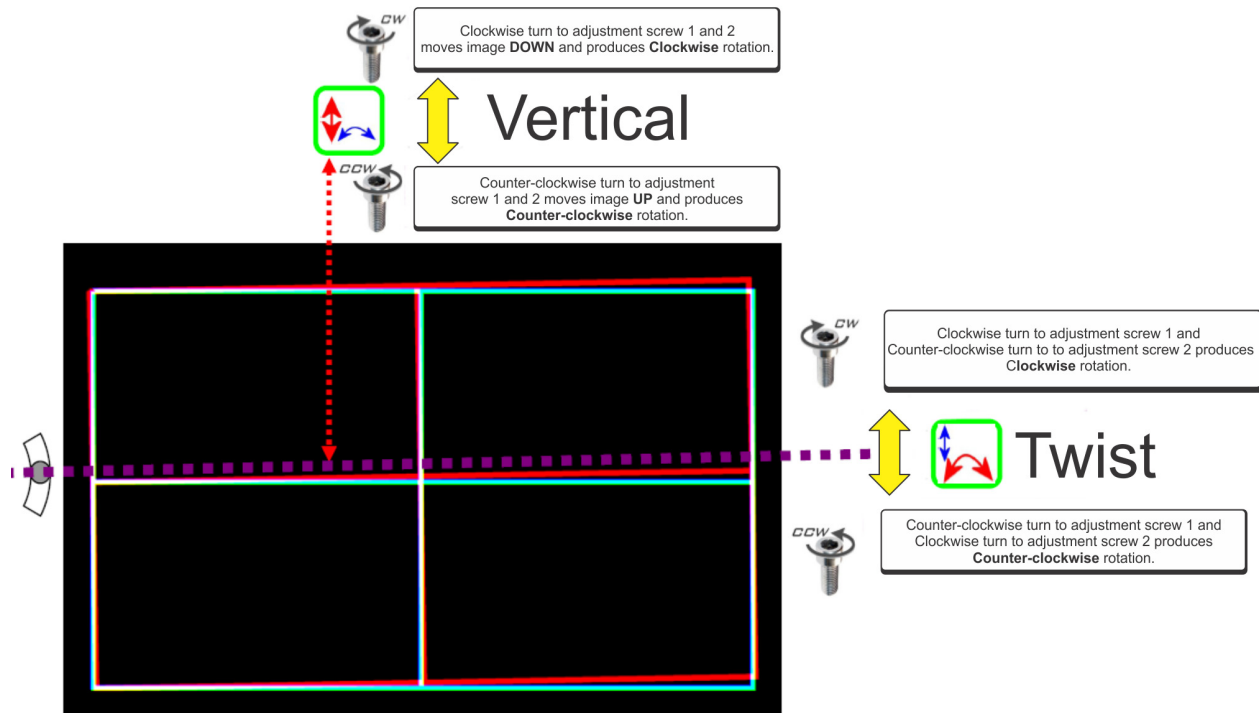 CW
Clockwise turn to adjustment screw 1 and 2
moves image DOWN and produces Clockwise rotation.
Vertical
CCW
Counter-clockwise turn to adjustment
screw 1 and 2 moves image UP and produces
Counter-clockwise rotation.
CW
Clockwise turn to adjustment screw 1 and
Counter-clockwise turn to to adjustment screw 2 produces
Clockwise rotation.
Twist
CCW
Counter-clockwise turn to adjustment screw 1 and
Clockwise turn to adjustment screw 2 produces
Counter-clockwise rotation.